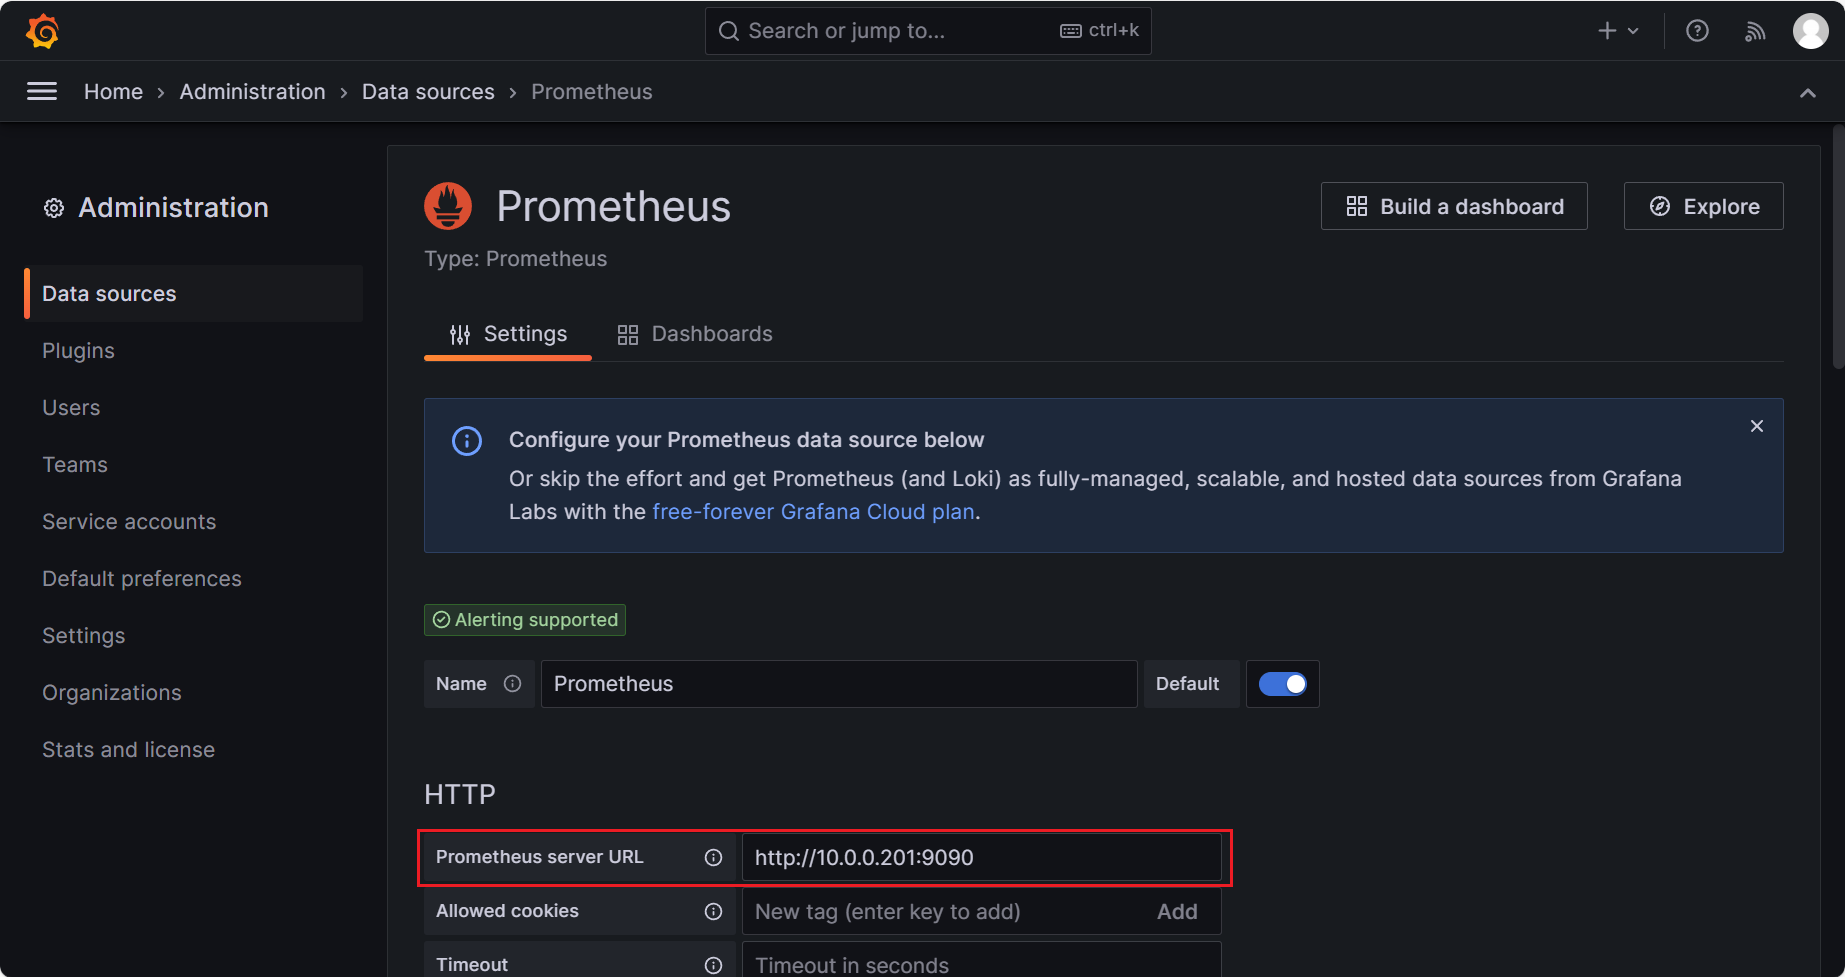 Search or jump to...
ctrl+k
Home › Administration › Data sources › Prometheus
Administration
Data sources
Plugins
Users
Teams
Service accounts
Default preferences
Settings
Organizations
Stats and license
Prometheus
Build a dashboard
Explore
Type: Prometheus
Settings
Dashboards
Configure your Prometheus data source below
Or skip the effort and get Prometheus (and Loki) as fully-managed, scalable, and hosted data sources from Grafana
Labs with the free-forever Grafana Cloud plan.
Alerting supported
Name
Prometheus
Default
HTTP
Prometheus server URL
http://10.0.0.201:9090
Allowed cookies
New tag (enter key to add)
Add
Timeout
Timeout in seconds